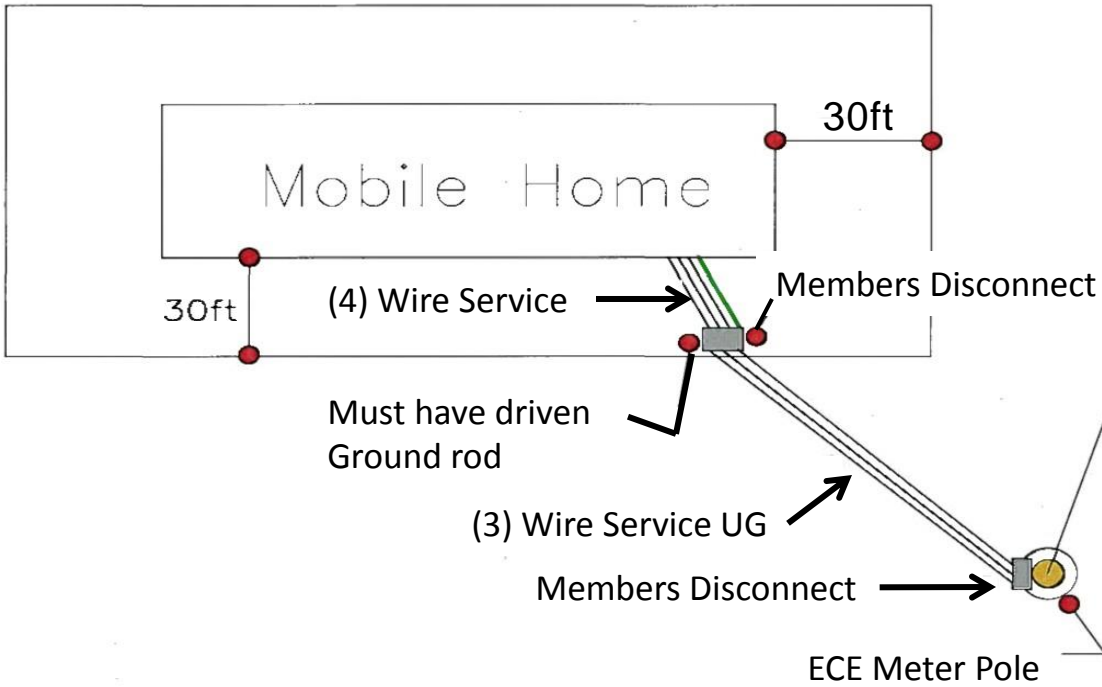 30ft
Mobile Home
Members Disconnect
(4) Wire Service
30ft
Must have driven
Ground rod
(3) Wire Service UG
Members Disconnect
ECE Meter Pole